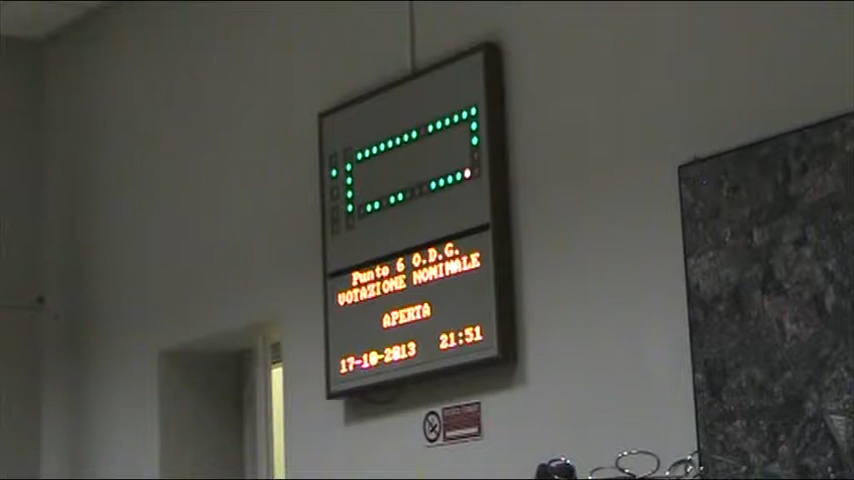 Punto 6 O.D.G.
VOTAZIONE NOMINALE
APERTA
17-10-2013 21:51